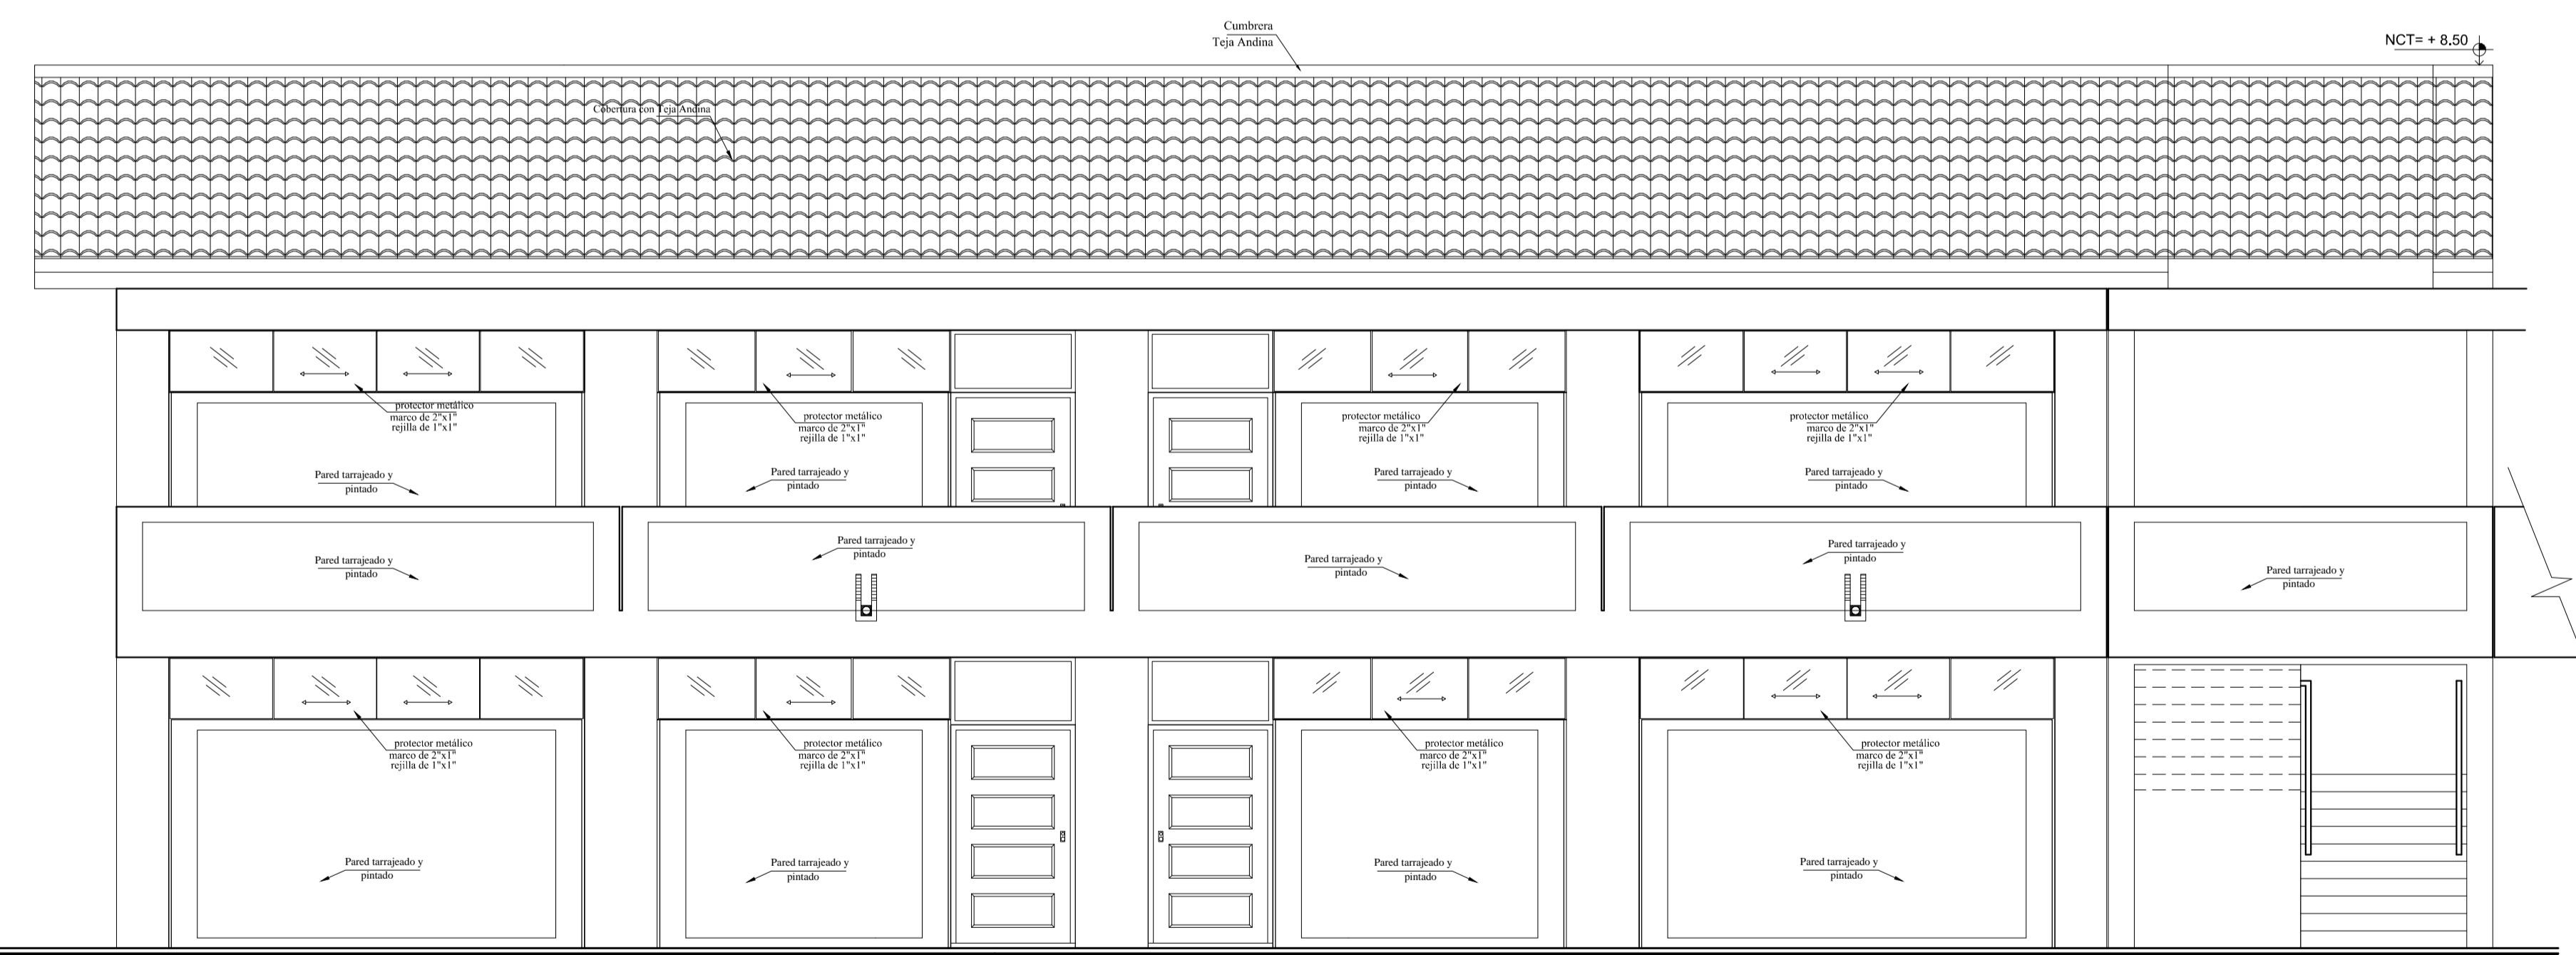 Cumbrera
Teja Andina
NCT= + 8.50
Cobertura con Teja Andina
protector metálico
marco de 2"x1"
rejilla de 1"x1"
protector metálico
marco de 2"x1"
rejilla de 1"x1"
protector metálico
marco de 2"x1"
rejilla de 1"x1"
protector metálico
marco de 2"x1"
rejilla de 1"x1"
Pared tarrajeado y
pintado
Pared tarrajeado y
pintado
Pared tarrajeado y
pintado
Pared tarrajeado y
pintado
Pared tarrajeado y
pintado
Pared tarrajeado y
pintado
Pared tarrajeado y
pintado
Pared tarrajeado y
pintado
Pared tarrajeado y
pintado
protector metálico
marco de 2"x1"
rejilla de 1"x1"
protector metálico
marco de 2"x1"
rejilla de 1"x1"
protector metálico
marco de 2"x1"
rejilla de 1"x1"
protector metálico
marco de 2"x1"
rejilla de 1"x1"
Pared tarrajeado y
pintado
Pared tarrajeado y
pintado
Pared tarrajeado y
pintado
Pared tarrajeado y
pintado